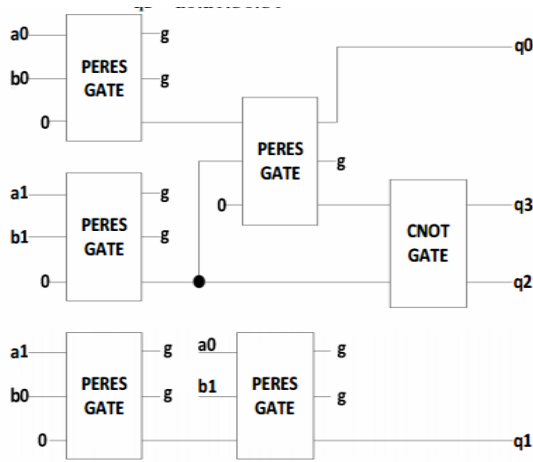 a0 g q0
PERES
GATE
b0 g
0
PERES
GATE
g
a1 g
0 q3
PERES
GATE
b1 g
CNOT
GATE
0 q2
a1 g a0 g
PERES
GATE
PERES
GATE
b0 g b1 g
0 q1